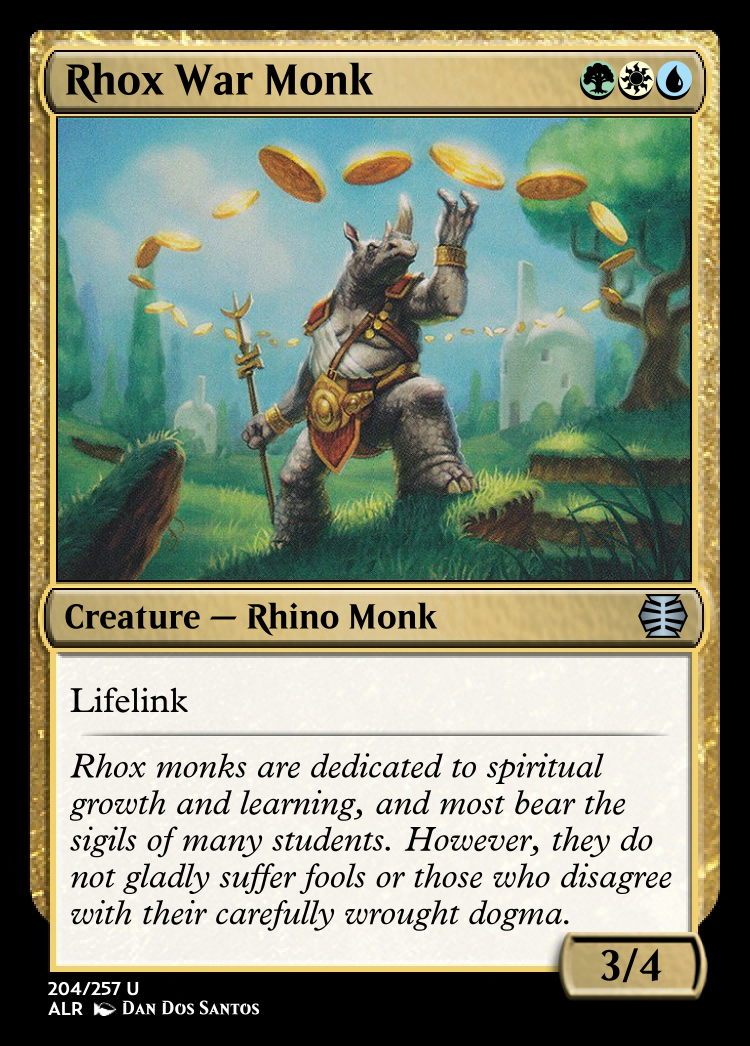 Rhox War Monk
Creature — Rhino Monk
Lifelink
Rhox monks are dedicated to spiritual
growth and learning, and most bear the
sigils of many students. However, they do
not gladly suffer fools or those who disagree
with their carefully wrought dogma.
3/4
204/257 U
ALR Dan Dos Santos